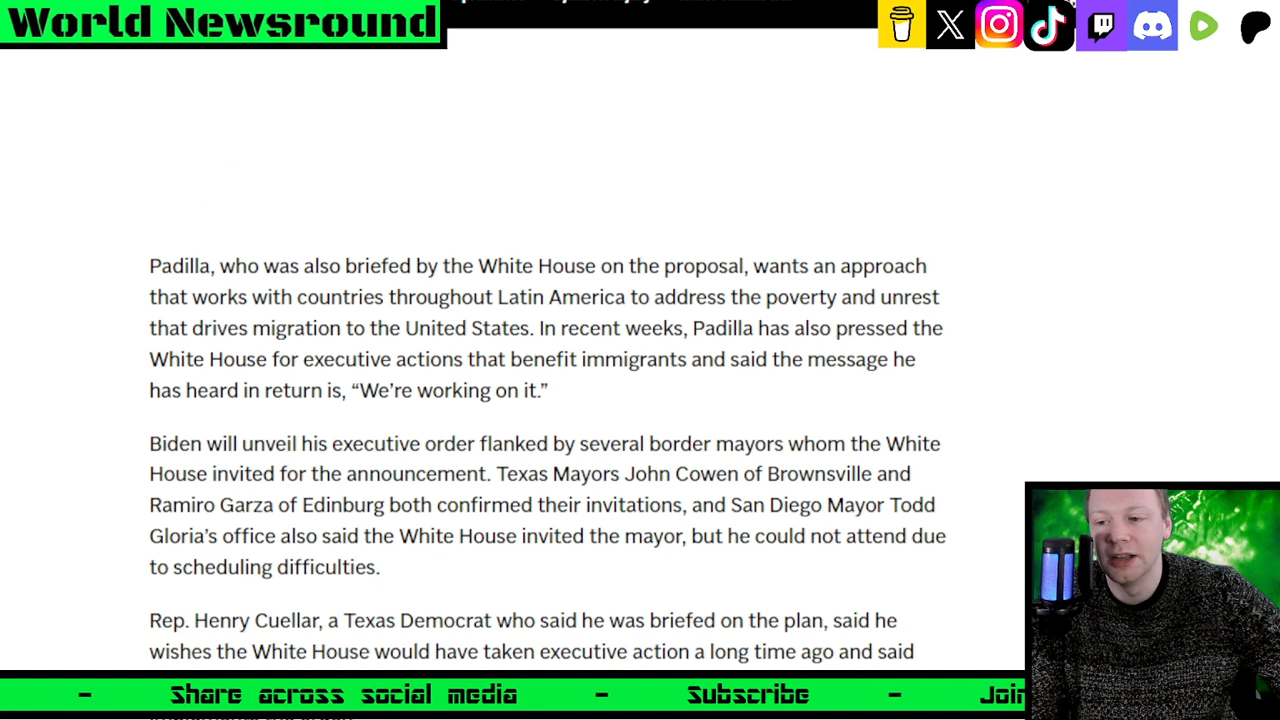 World Newsround
Padilla, who was also briefed by the White House on the proposal, wants an approach
that works with countries throughout Latin America to address the poverty and unrest
that drives migration to the United States. In recent weeks, Padilla has also pressed the
White House for executive actions that benefit immigrants and said the message he
has heard in return is, “We’re working on it.”
Biden will unveil his executive order flanked by several border mayors whom the White
House invited for the announcement. Texas Mayors John Cowen of Brownsville and
Ramiro Garza of Edinburg both confirmed their invitations, and San Diego Mayor Todd
Gloria’s office also said the White House invited the mayor, but he could not attend due
to scheduling difficulties.
Rep. Henry Cuellar, a Texas Democrat who said he was briefed on the plan, said he
wishes the White House would have taken executive action a long time ago and said
- Share across social media - Subscribe - Join